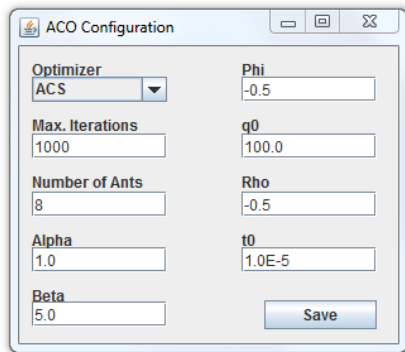 ACO Configuration
Optimizer
ACS
Max. Iterations
1000
Number of Ants
8
Alpha
1.0
Beta
5.0
Phi
-0.5
q0
100.0
Rho
-0.5
t0
1.0E-5
Save